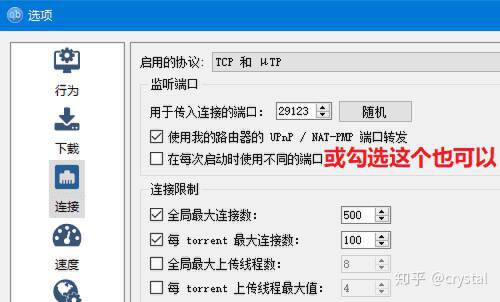 qb 选项
行为
下载
连接
速度
启用的协议: TCP 和 μTP
监听端口
用于传入连接的端口: 29123 随机
使用我的路由器的 UPnP / NAT-PMP 端口转发
在每次启动时使用不同的端口 或勾选这个也可以
连接限制
全局最大连接数: 500
每 torrent 最大连接数: 100
全局最大上传线程数: 8
每 torrent 上传线程最大值: 4
知乎 @crystal